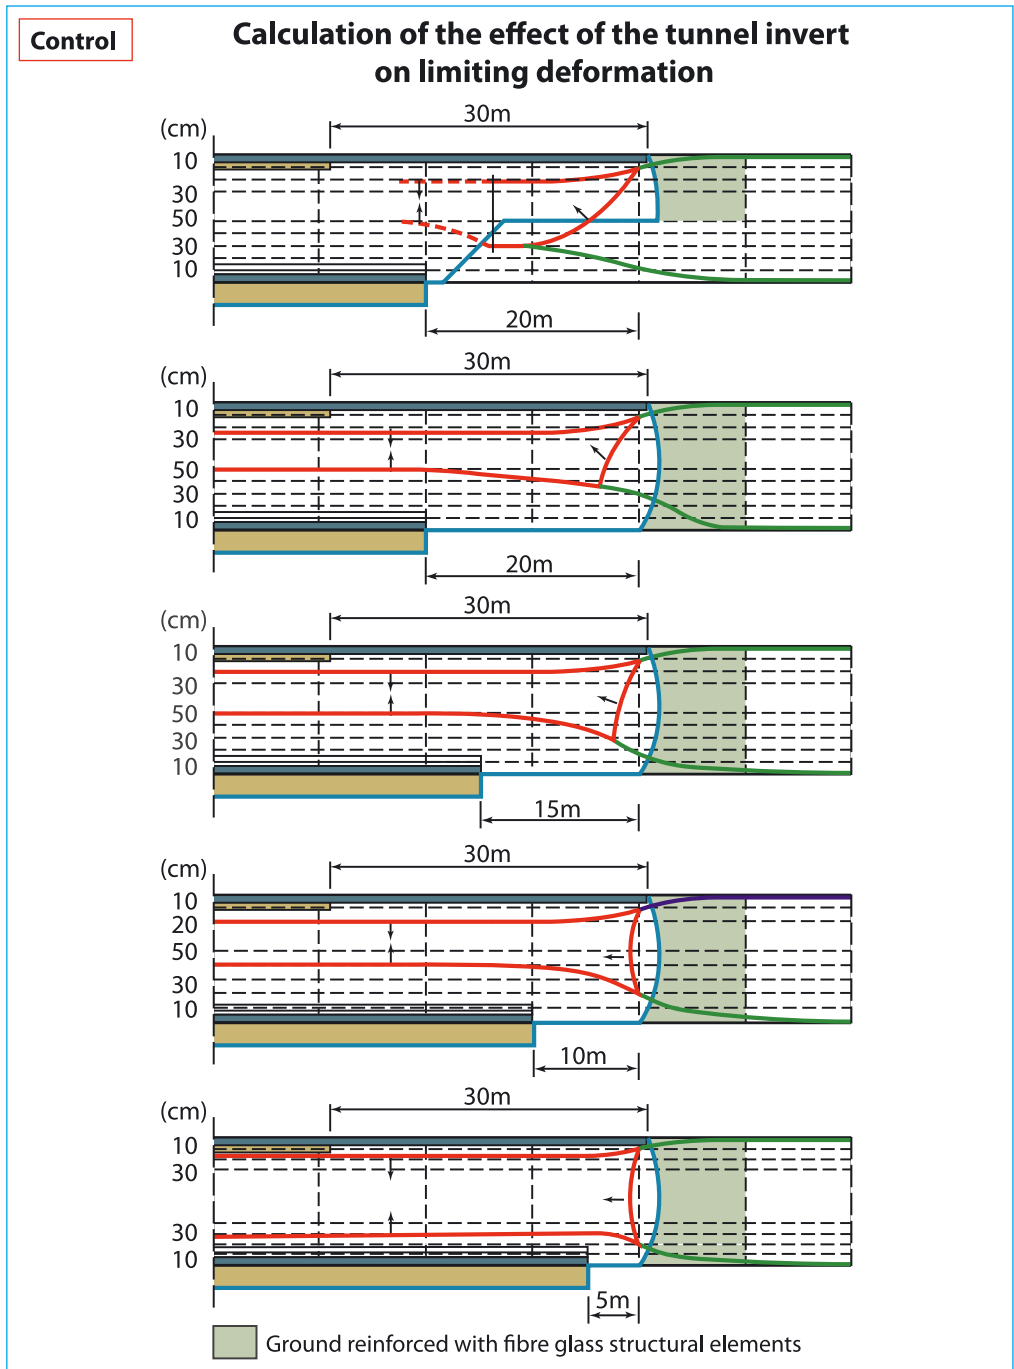 Control
Calculation of the effect of the tunnel invert
on limiting deformation
30m
(cm)
10
30
50
30
10
20m
30m
(cm)
10
30
50
30
10
20m
30m
(cm)
10
30
50
30
10
15m
30m
(cm)
10
20
50
30
10
10m
30m
(cm)
10
30
30
10
5m
Ground reinforced with fibre glass structural elements